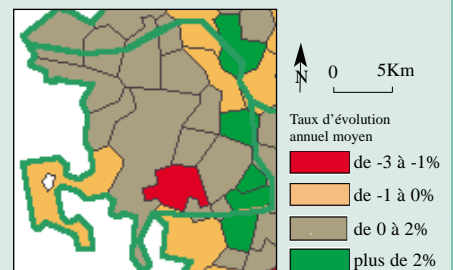 N
0 5Km
Taux d’évolution
annuel moyen
de -3 à -1%
de -1 à 0%
de 0 à 2%
plus de 2%